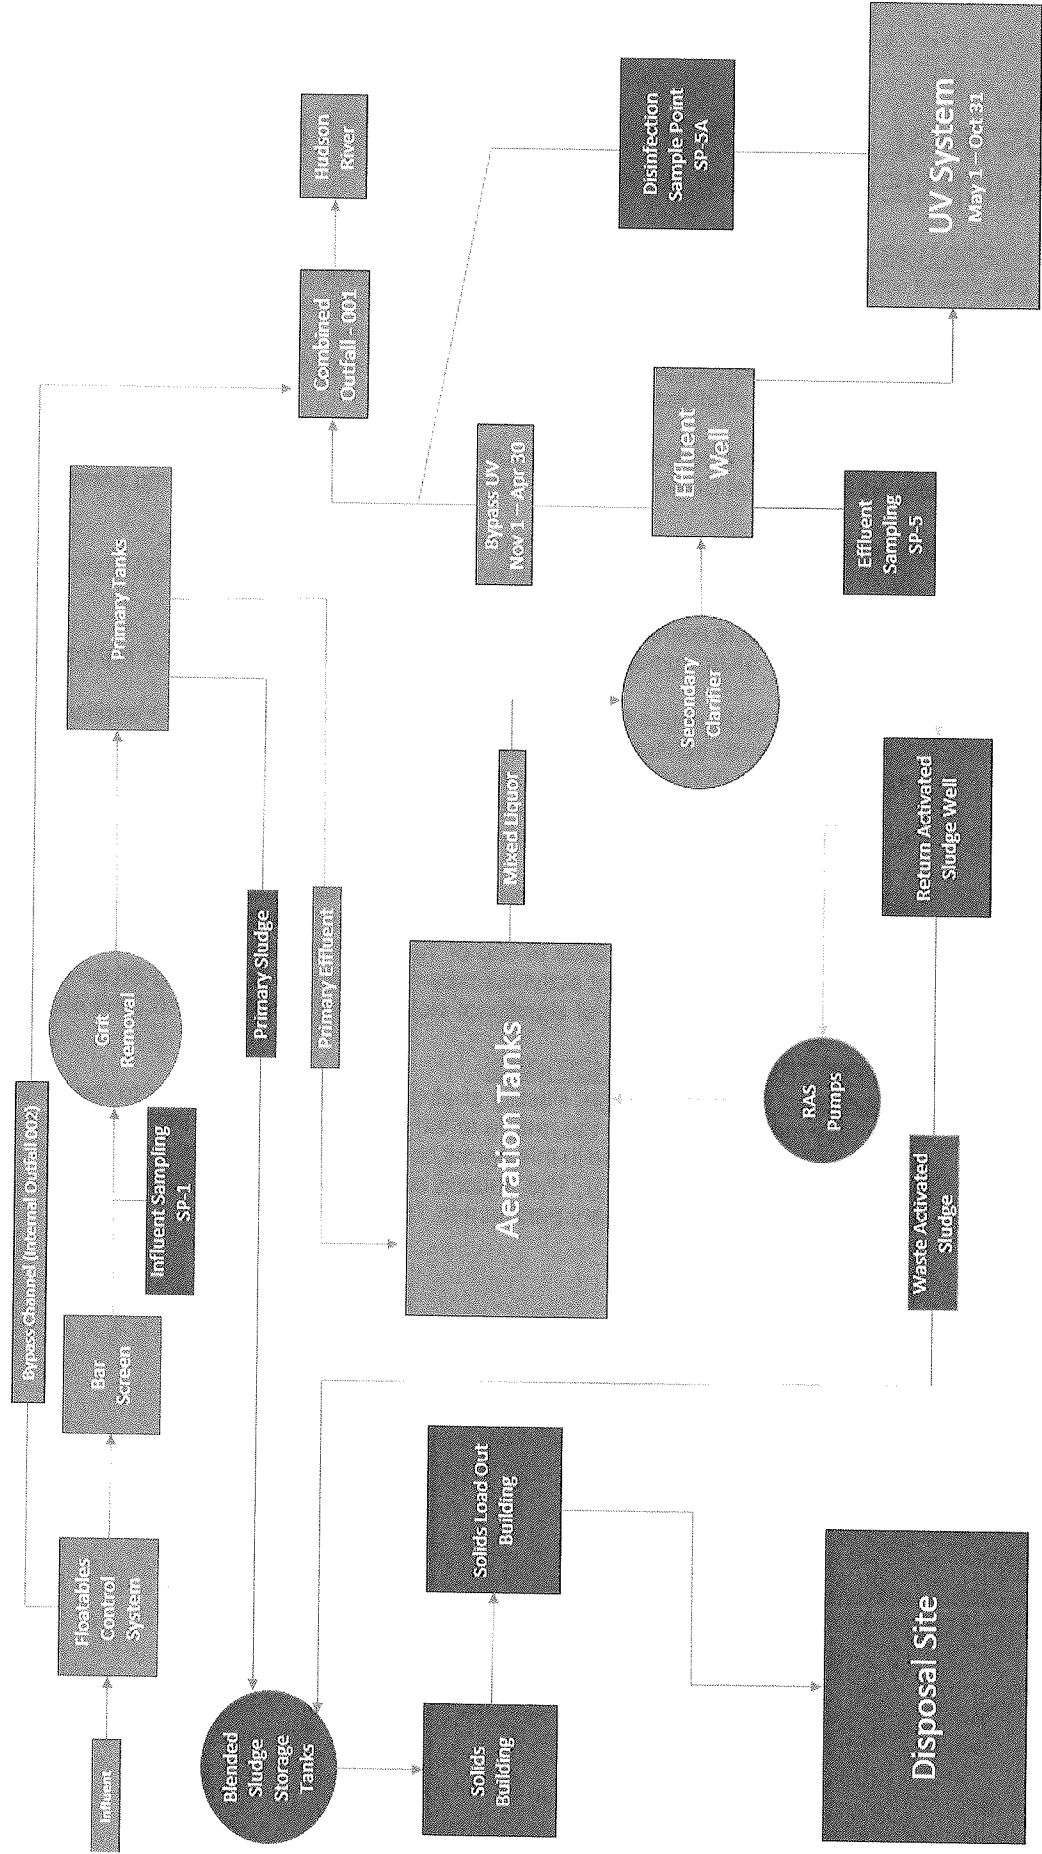 Influent
Floatables
Control
System
Bypass Channel (Internal Outfall 002)
Bar
Screen
Influent Sampling
SP-1
Grit
Removal
Primary Tanks
Combined
Outfall - 001
Hudson
River
Primary Sludge
Primary Effluent
Blended
Sludge
Storage
Tanks
Solids
Building
Solids Load Out
Building
Disposal Site
Aeration Tanks
Mixed Liquor
Secondary
Clarifier
Bypass UV
Nov 1 – Apr 30
Effluent
Well
Effluent
Sampling
SP-5
Disinfection
Sample Point
SP-5A
UV System
May 1 – Oct 31
RAS
Pumps
Return Activated
Sludge Well
Waste Activated
Sludge